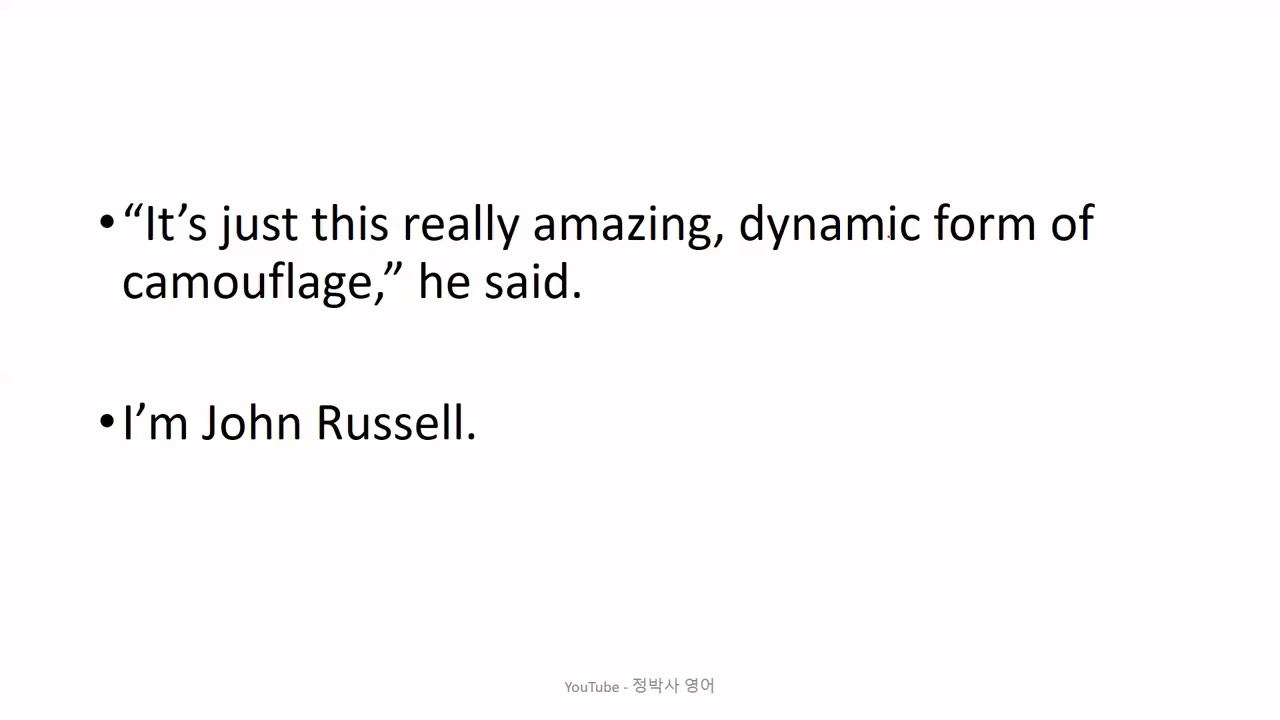 •“It’s just this really amazing, dynamic form of
camouflage,” he said.
•I’m John Russell.
YouTube - 정박사 영어